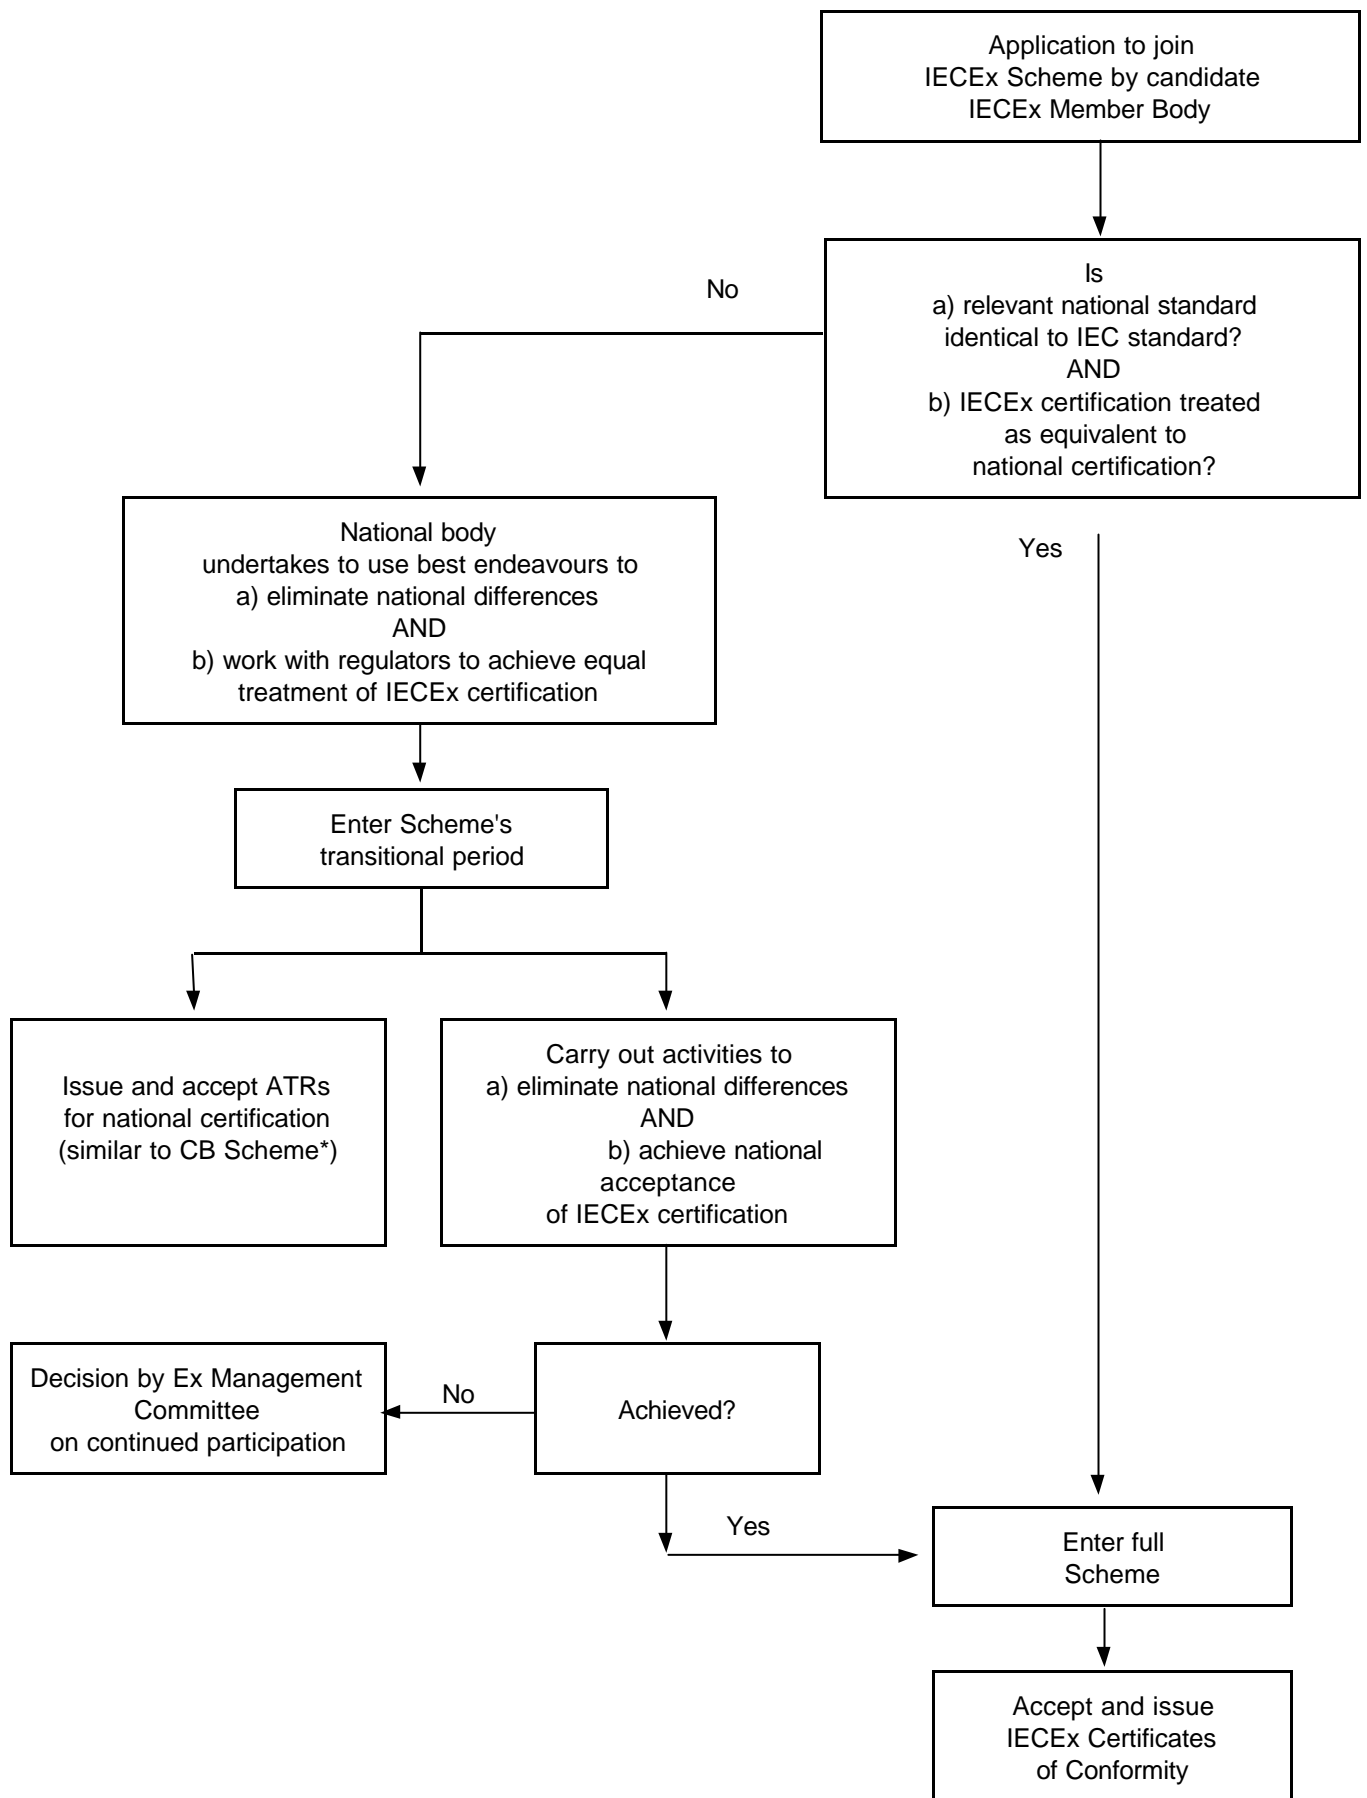 Application to join
IECEx Scheme by candidate
IECEx Member Body
Is
a) relevant national standard
identical to IEC standard?
AND
b) IECEx certification treated
as equivalent to
national certification?
No
Yes
National body
undertakes to use best endeavours to
a) eliminate national differences
AND
b) work with regulators to achieve equal
treatment of IECEx certification
Enter Scheme's
transitional period
Issue and accept ATRs
for national certification
(similar to CB Scheme*)
Carry out activities to
a) eliminate national differences
AND
b) achieve national
acceptance
of IECEx certification
Achieved?
No
Decision by Ex Management
Committee
on continued participation
Yes
Enter full
Scheme
Accept and issue
IECEx Certificates
of Conformity